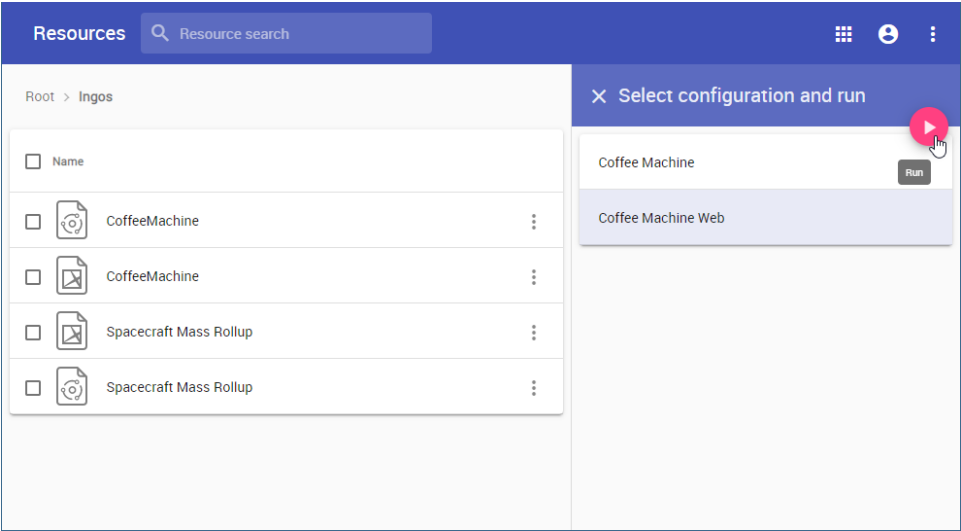 Resources
Resource search
Root > Ingos
Name
CoffeeMachine
CoffeeMachine
Spacecraft Mass Rollup
Spacecraft Mass Rollup
Select configuration and run
Coffee Machine
Run
Coffee Machine Web